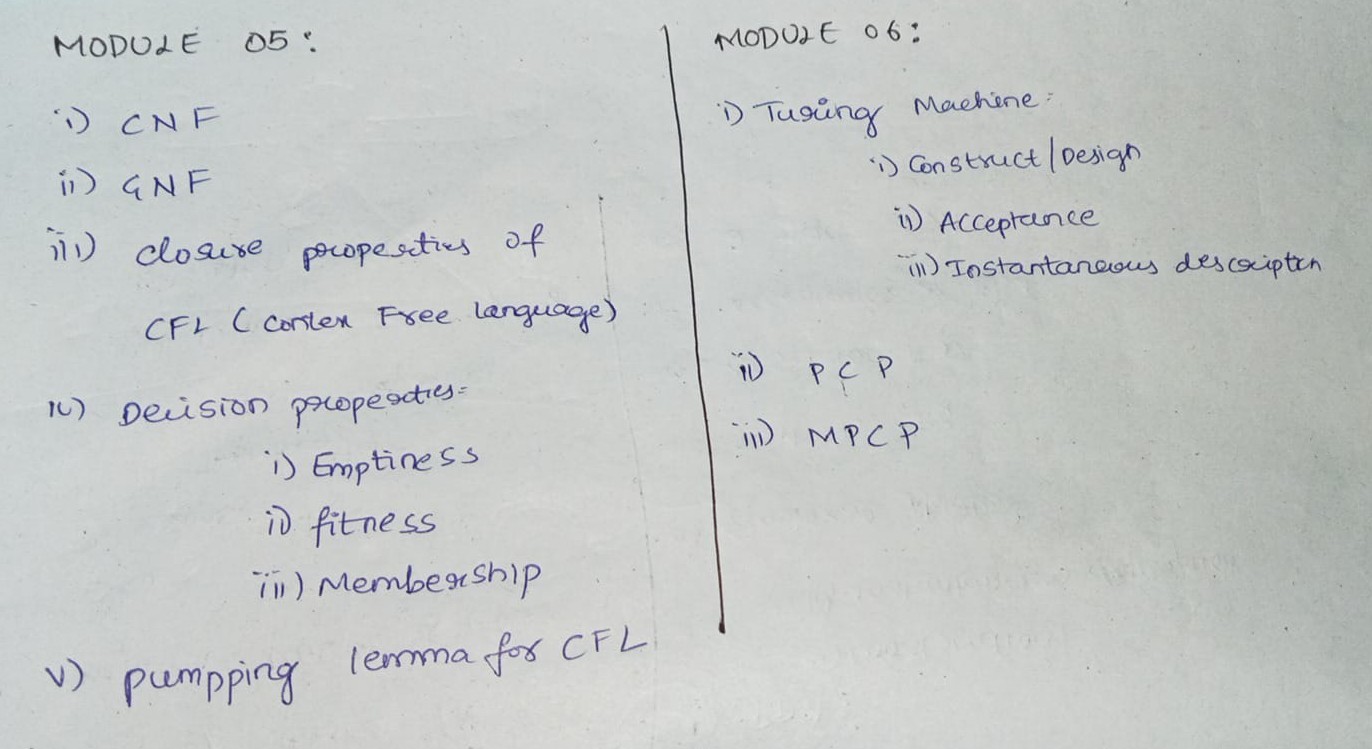 MODULE 05:
i) CNF
ii) GNF
iii) closure properties of
CFL ( Contex Free language)
iv) Decision properties:
i) Emptiness
ii) fitness
iii) Membership
v) pumpping lemma for CFL
MODULE 06:
i) Turing Machine:
i) Construct/Design
ii) Acceptance
iii) Instantaneous descriptin
ii) PCP
iii) MPCP